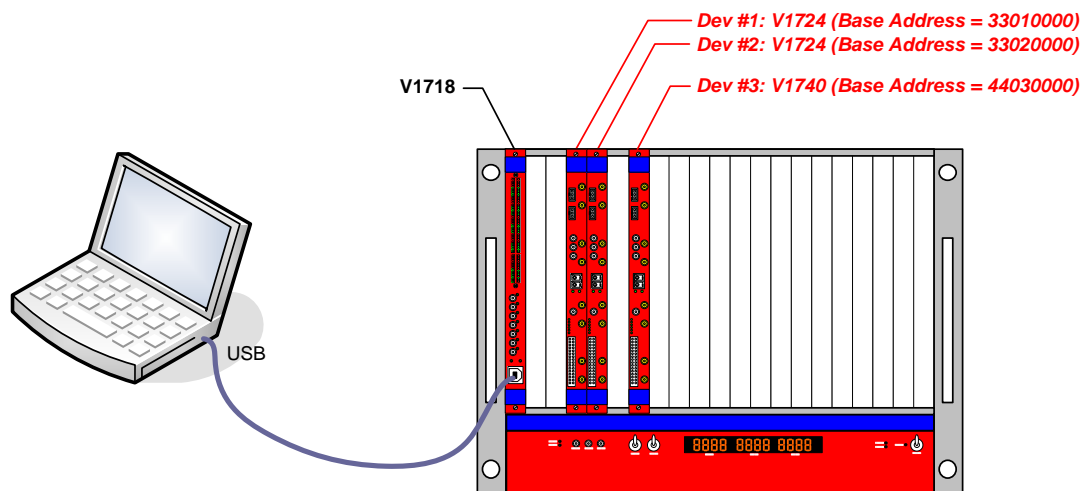 Dev #1: V1724 (Base Address = 33010000)
Dev #2: V1724 (Base Address = 33020000)
V1718
Dev #3: V1740 (Base Address = 44030000)
USB
8888 8888 8888